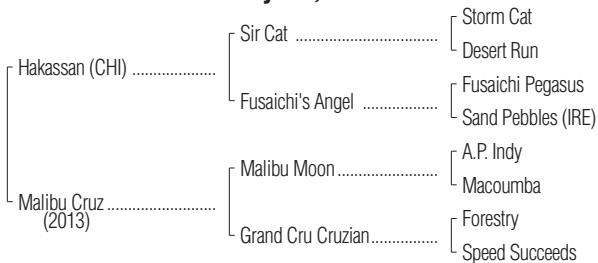 Storm Cat
Sir Cat ..................................
Desert Run
Hakassan (CHI) ....................
Fusaichi Pegasus
Fusaichi's Angel ..................
Sand Pebbles (IRE)
A.P. Indy
Malibu Moon ........................
Macoumba
Malibu Cruz ..........................
(2013)
Forestry
Grand Cru Cruzian ................
Speed Succeeds